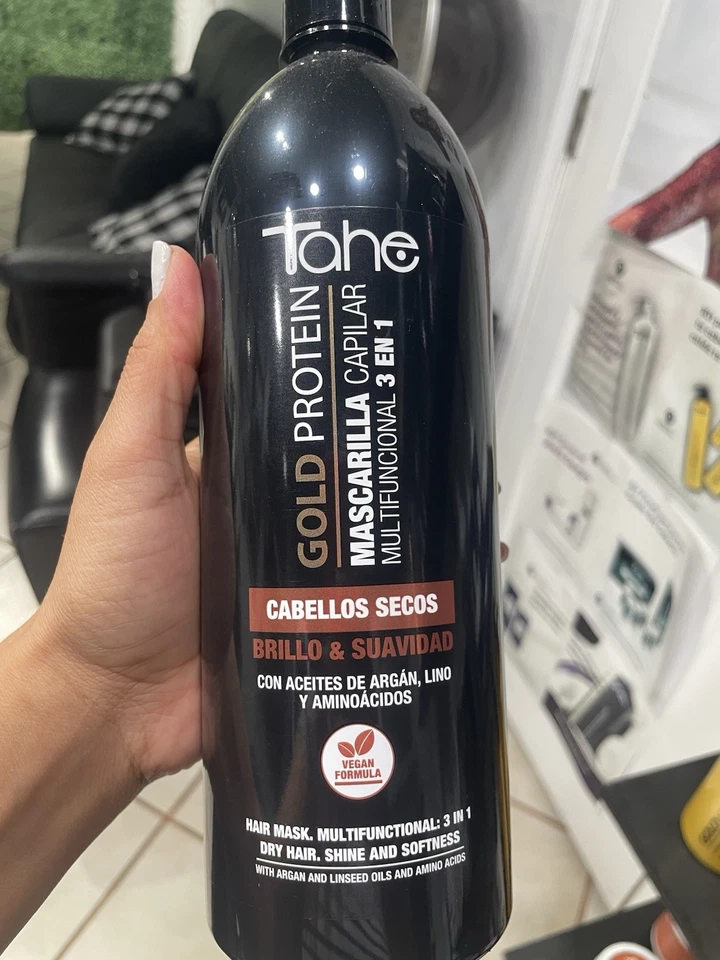 Tahe
GOLD PROTEIN
MASCARILLA CAPILAR
MULTIFUNCIONAL 3 EN 1
CABELLOS SECOS
BRILLO & SUAVIDAD
CON ACEITES DE ARGÁN, LINO
Y AMINOÁCIDOS
VEGAN
FORMULA
HAIR MASK. MULTIFUNCTIONAL: 3 IN 1
DRY HAIR. SHINE AND SOFTNESS
WITH ARGAN AND LINSEED OILS AND AMINO ACIDS